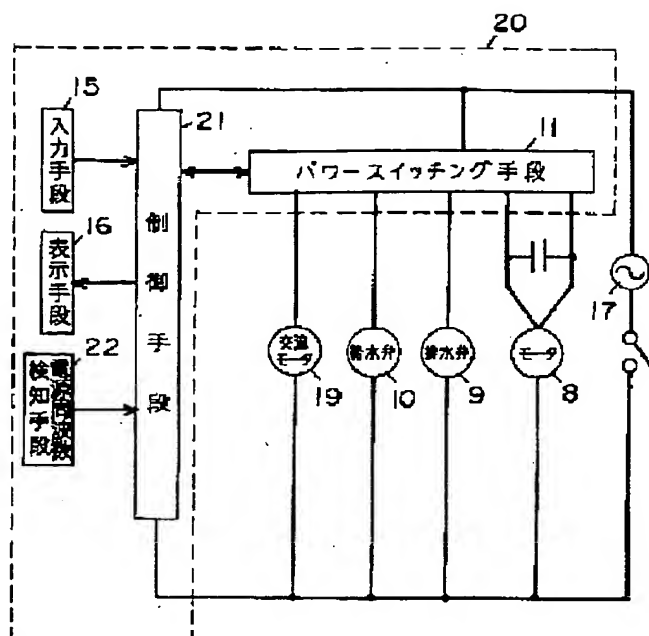 20
15
入力手段
21
制御手段
11
パワースイッチング手段
16
表示手段
22
電源周波数
検知手段
交流
モータ
19
給水弁
10
排水弁
9
モータ
8
17